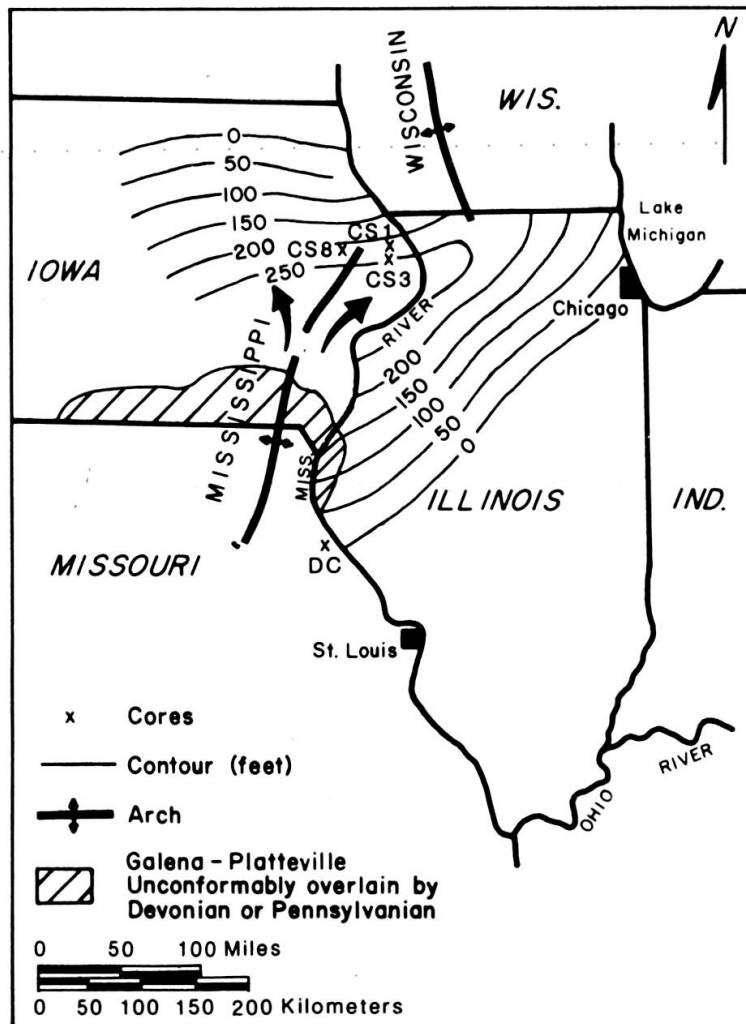 N
WISCONSIN
WIS.
0
50
100
150
200
250
CS1
CS8
CS3
Lake
Michigan
IOWA
Chicago
RIVER
MISSISSIPPI
200
150
100
50
0
MISS.
ILLINOIS
IND.
MISSOURI
DC
St. Louis
x Cores
Contour (feet)
Arch
Galena - Platteville
Unconformably overlain by
Devonian or Pennsylvanian
OHIO
RIVER
0 50 100 Miles
0 50 100 150 200 Kilometers